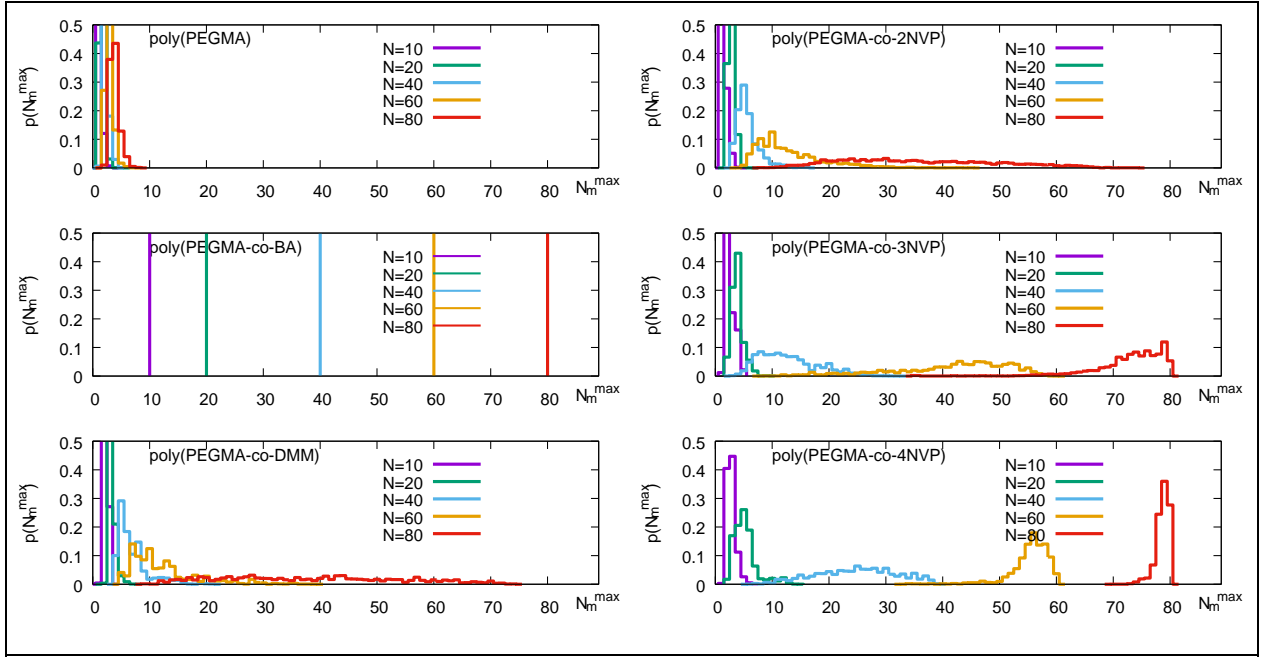 poly(PEGMA)
p(N_m^max)
0.5
0.4
0.3
0.2
0.1
0
N=10
N=20
N=40
N=60
N=80
0 10 20 30 40 50 60 70 80 N_m^max
poly(PEGMA-co-2NVP)
p(N_m^max)
0.5
0.4
0.3
0.2
0.1
0
N=10
N=20
N=40
N=60
N=80
0 10 20 30 40 50 60 70 80 N_m^max
poly(PEGMA-co-BA)
p(N_m^max)
0.5
0.4
0.3
0.2
0.1
0
N=10
N=20
N=40
N=60
N=80
0 10 20 30 40 50 60 70 80 N_m^max
poly(PEGMA-co-3NVP)
p(N_m^max)
0.5
0.4
0.3
0.2
0.1
0
N=10
N=20
N=40
N=60
N=80
0 10 20 30 40 50 60 70 80 N_m^max
poly(PEGMA-co-DMM)
p(N_m^max)
0.5
0.4
0.3
0.2
0.1
0
N=10
N=20
N=40
N=60
N=80
0 10 20 30 40 50 60 70 80 N_m^max
poly(PEGMA-co-4NVP)
p(N_m^max)
0.5
0.4
0.3
0.2
0.1
0
N=10
N=20
N=40
N=60
N=80
0 10 20 30 40 50 60 70 80 N_m^max